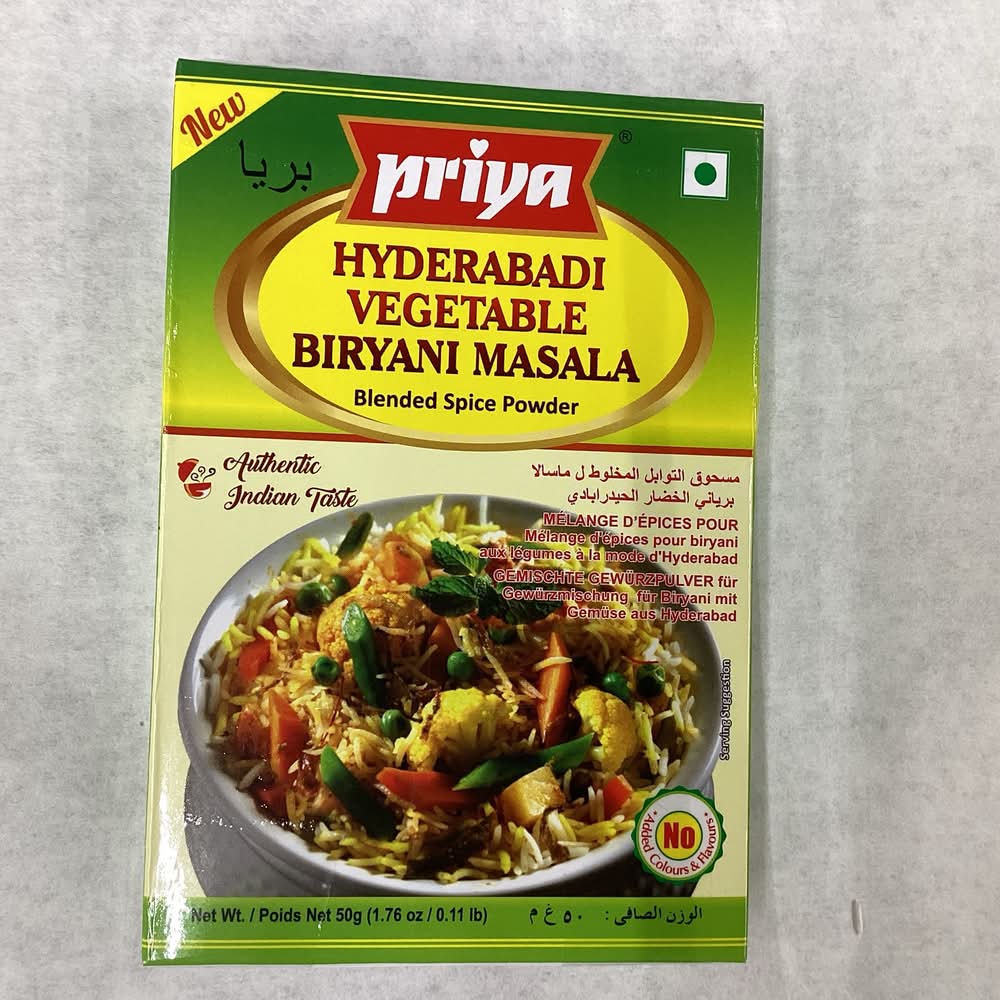 New
بريا
priya
®
HYDERABADI
VEGETABLE
BIRYANI MASALA
Blended Spice Powder
Authentic
Indian Taste
مسحوق التوابل المخلوط ل ماسالا
برياني الخضار الحيدرابادي
MÉLANGE D'ÉPICES POUR
Mélange d'épices pour biryani
aux légumes à la mode d'Hyderabad
GEMISCHTE GEWÜRZPULVER für
Gewürzmischung für Biryani mit
Gemüse aus Hyderabad
Serving Suggestion
No
Added Colours & Flavours
Net Wt. / Poids Net 50g (1.76 oz / 0.11 lb)
الوزن الصافى : ٥٠ غ م